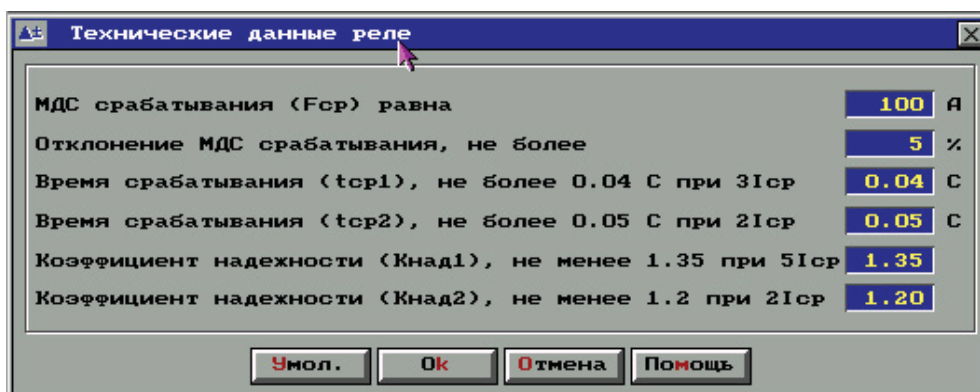 Технические данные реле
МДС срабатывания (Fср) равна 100 А
Отклонение МДС срабатывания, не более 5 %
Время срабатывания (tср1), не более 0.04 С при 3Iср 0.04 С
Время срабатывания (tср2), не более 0.05 С при 2Iср 0.05 С
Коэффициент надежности (Кнад1), не менее 1.35 при 5Iср 1.35
Коэффициент надежности (Кнад2), не менее 1.2 при 2Iср 1.20
Умол. Ok Отмена Помощь